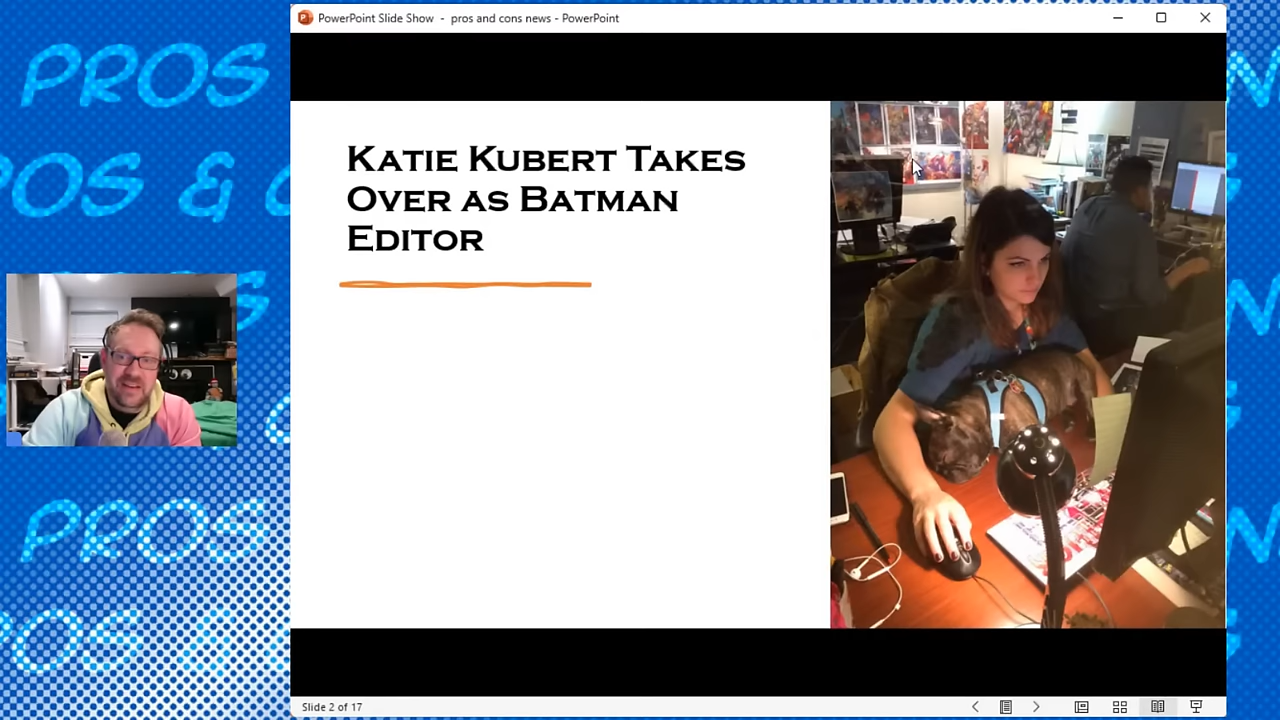 PowerPoint Slide Show - pros and cons news - PowerPoint
PROS
OS & C
PROS
KATIE KUBERT TAKES
OVER AS BATMAN
EDITOR
Slide 2 of 17